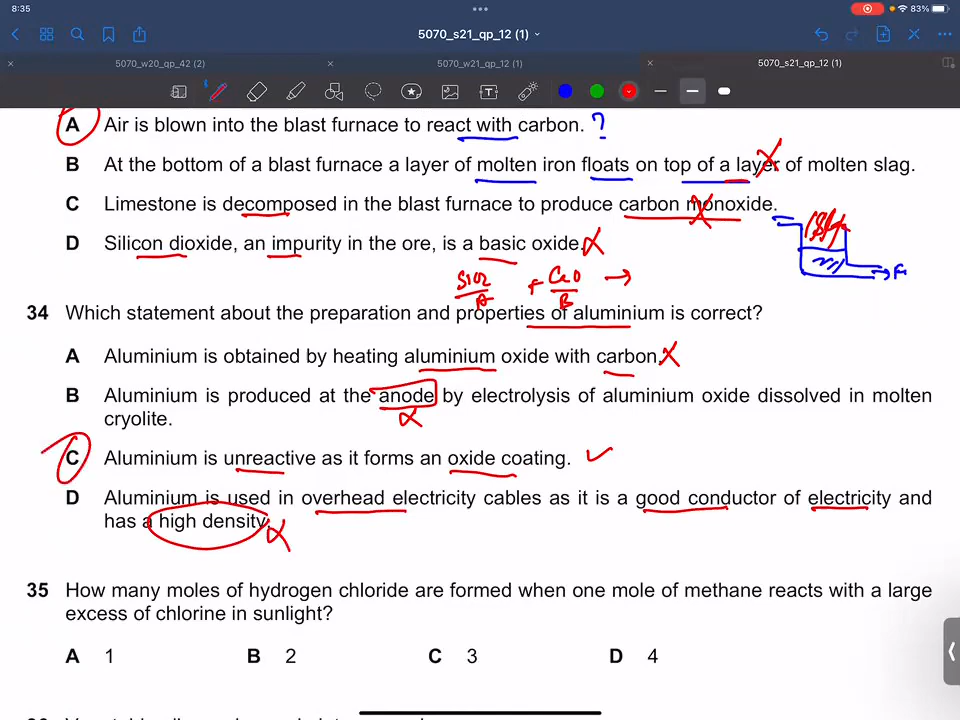 8:35
83%
5070_s21_qp_12 (1)
5070_w20_qp_42 (2)
5070_w21_qp_12 (1)
5070_s21_qp_12 (1)
A Air is blown into the blast furnace to react with carbon. ?
B At the bottom of a blast furnace a layer of molten iron floats on top of a layer of molten slag.
C Limestone is decomposed in the blast furnace to produce carbon monoxide.
D Silicon dioxide, an impurity in the ore, is a basic oxide.
SiO2 + CaO →
A B
34 Which statement about the preparation and properties of aluminium is correct?
A Aluminium is obtained by heating aluminium oxide with carbon.
B Aluminium is produced at the anode by electrolysis of aluminium oxide dissolved in molten
cryolite.
C Aluminium is unreactive as it forms an oxide coating.
D Aluminium is used in overhead electricity cables as it is a good conductor of electricity and
has a high density.
35 How many moles of hydrogen chloride are formed when one mole of methane reacts with a large
excess of chlorine in sunlight?
A 1 B 2 C 3 D 4